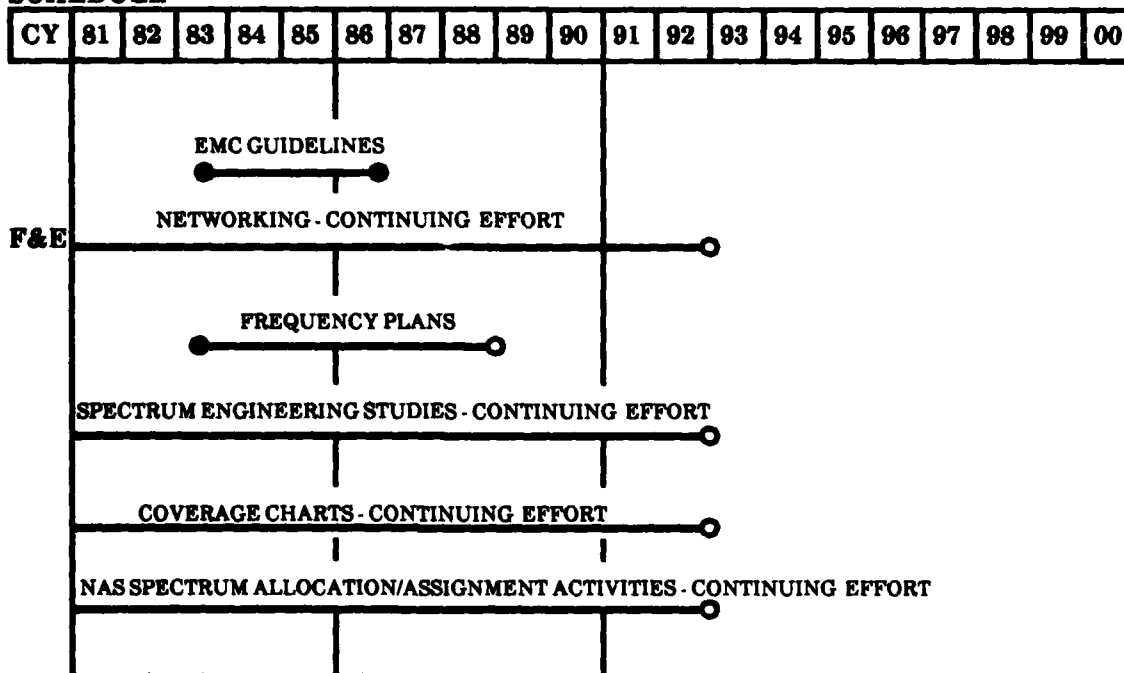 CY 81 82 83 84 85 86 87 88 89 90 91 92 93 94 95 96 97 98 99 00
EMC GUIDELINES
NETWORKING - CONTINUING EFFORT
F&E
FREQUENCY PLANS
SPECTRUM ENGINEERING STUDIES - CONTINUING EFFORT
COVERAGE CHARTS - CONTINUING EFFORT
NAS SPECTRUM ALLOCATION/ASSIGNMENT ACTIVITIES - CONTINUING EFFORT